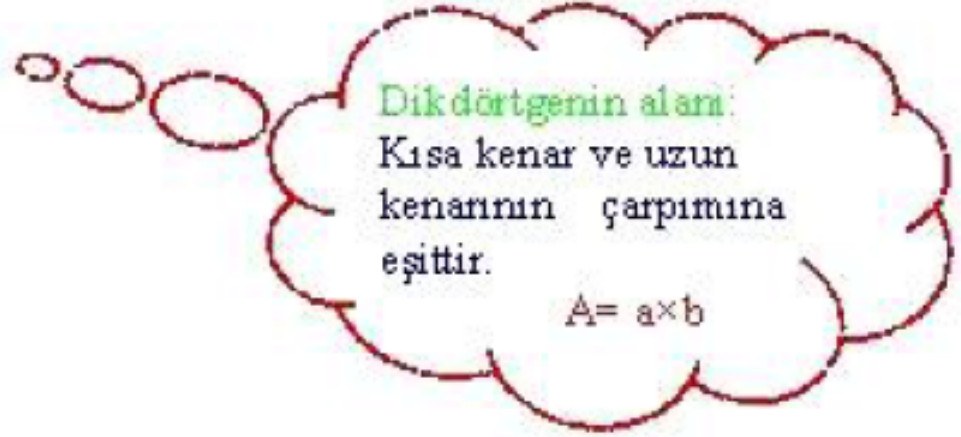 Dikdörtgenin alanı:
Kısa kenar ve uzun
kenarının çarpımına
eşittir.
A= a×b